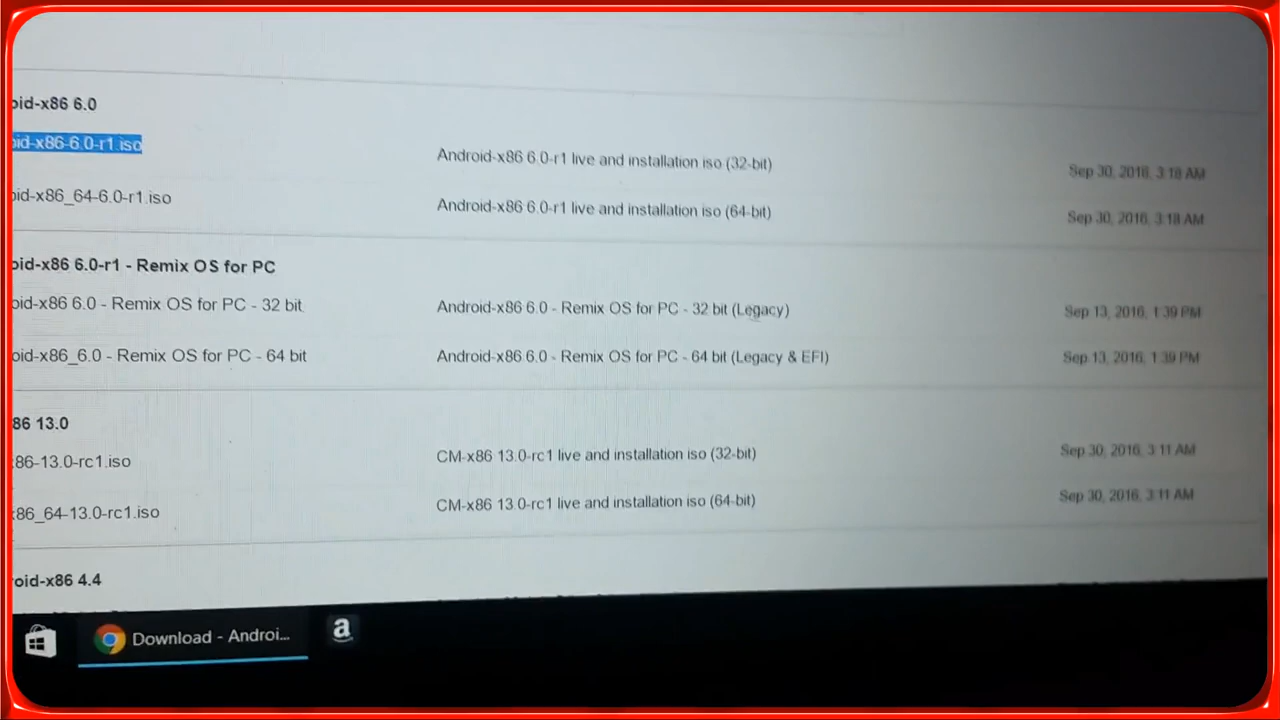 oid-x86 6.0
oid-x86-6.0-r1.iso Android-x86 6.0-r1 live and installation iso (32-bit) Sep 30, 2016, 3:18 AM
oid-x86_64-6.0-r1.iso Android-x86 6.0-r1 live and installation iso (64-bit) Sep 30, 2016, 3:18 AM
oid-x86 6.0-r1 - Remix OS for PC
oid-x86 6.0 - Remix OS for PC - 32 bit Android-x86 6.0 - Remix OS for PC - 32 bit (Legacy) Sep 13, 2016, 1:39 PM
oid-x86_6.0 - Remix OS for PC - 64 bit Android-x86 6.0 - Remix OS for PC - 64 bit (Legacy & EFI) Sep 13, 2016, 1:39 PM
86 13.0
86-13.0-rc1.iso CM-x86 13.0-rc1 live and installation iso (32-bit) Sep 30, 2016, 3:11 AM
86_64-13.0-rc1.iso CM-x86 13.0-rc1 live and installation iso (64-bit) Sep 30, 2016, 3:11 AM
roid-x86 4.4
Download - Androi...
a